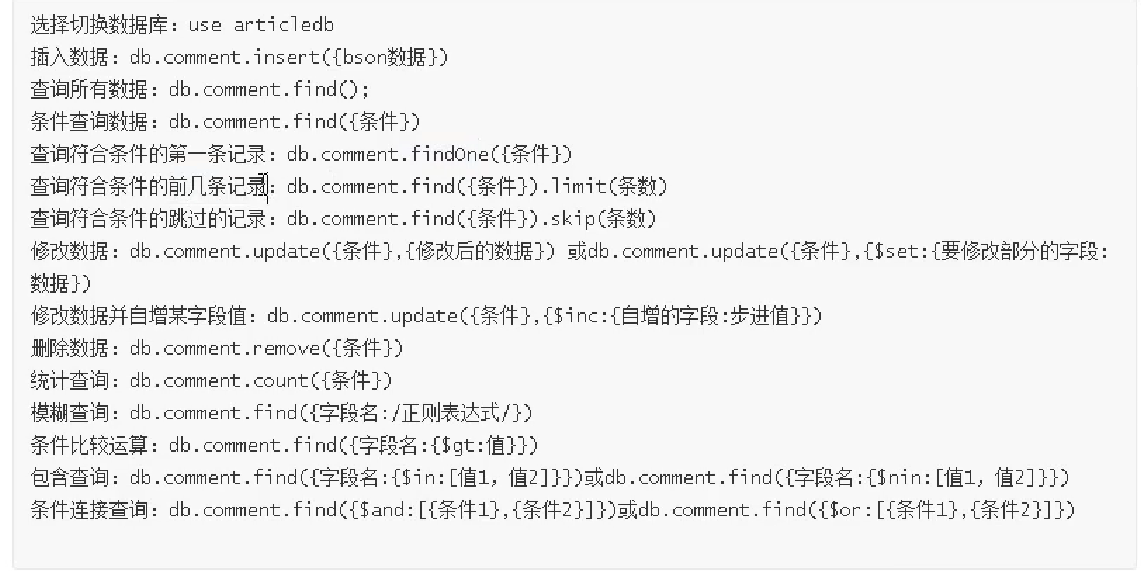 选择切换数据库：use articledb
插入数据：db.comment.insert({bson数据})
查询所有数据：db.comment.find();
条件查询数据：db.comment.find({条件})
查询符合条件的第一条记录：db.comment.findOne({条件})
查询符合条件的前几条记录：db.comment.find({条件}).limit(条数)
查询符合条件的跳过的记录：db.comment.find({条件}).skip(条数)
修改数据：db.comment.update({条件},{修改后的数据}) 或db.comment.update({条件},{$set:{要修改部分的字段:
数据})
修改数据并自增某字段值：db.comment.update({条件},{$inc:{自增的字段:步进值}})
删除数据：db.comment.remove({条件})
统计查询：db.comment.count({条件})
模糊查询：db.comment.find({字段名:/正则表达式/})
条件比较运算：db.comment.find({字段名:{$gt:值}})
包含查询：db.comment.find({字段名:{$in:[值1，值2]}})或db.comment.find({字段名:{$nin:[值1，值2]}})
条件连接查询：db.comment.find({$and:[{条件1},{条件2}]})或db.comment.find({$or:[{条件1},{条件2}]})